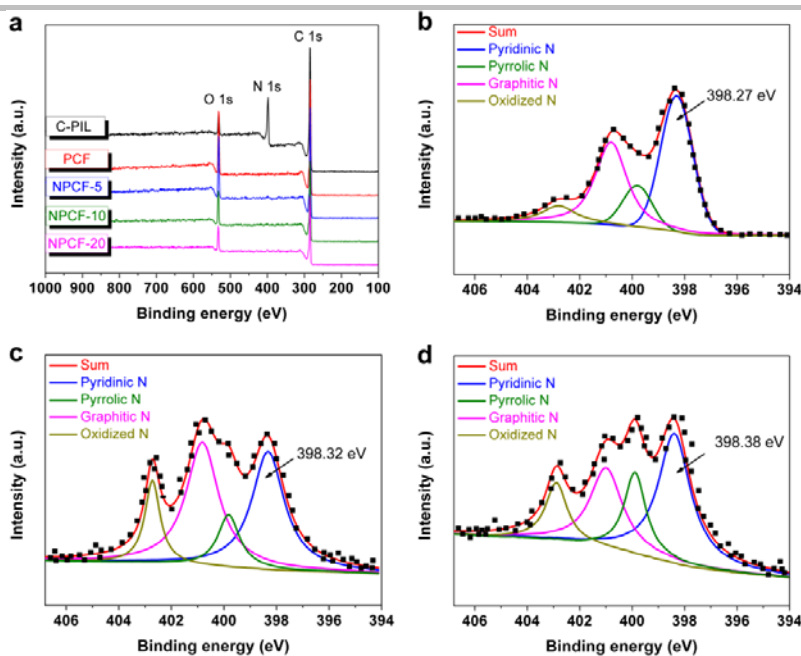 a
C 1s
N 1s
O 1s
C-PIL
PCF
NPCF-5
NPCF-10
NPCF-20
Intensity (a.u.)
1000 900 800 700 600 500 400 300 200 100
Binding energy (eV)
b
Sum
Pyridinic N
Pyrrolic N
Graphitic N
Oxidized N
398.27 eV
Intensity (a.u.)
406 404 402 400 398 396 394
Binding energy (eV)
c
Sum
Pyridinic N
Pyrrolic N
Graphitic N
Oxidized N
398.32 eV
Intensity (a.u.)
406 404 402 400 398 396 394
Binding energy (eV)
d
Sum
Pyridinic N
Pyrrolic N
Graphitic N
Oxidized N
398.38 eV
Intensity (a.u.)
406 404 402 400 398 396 394
Binding energy (eV)